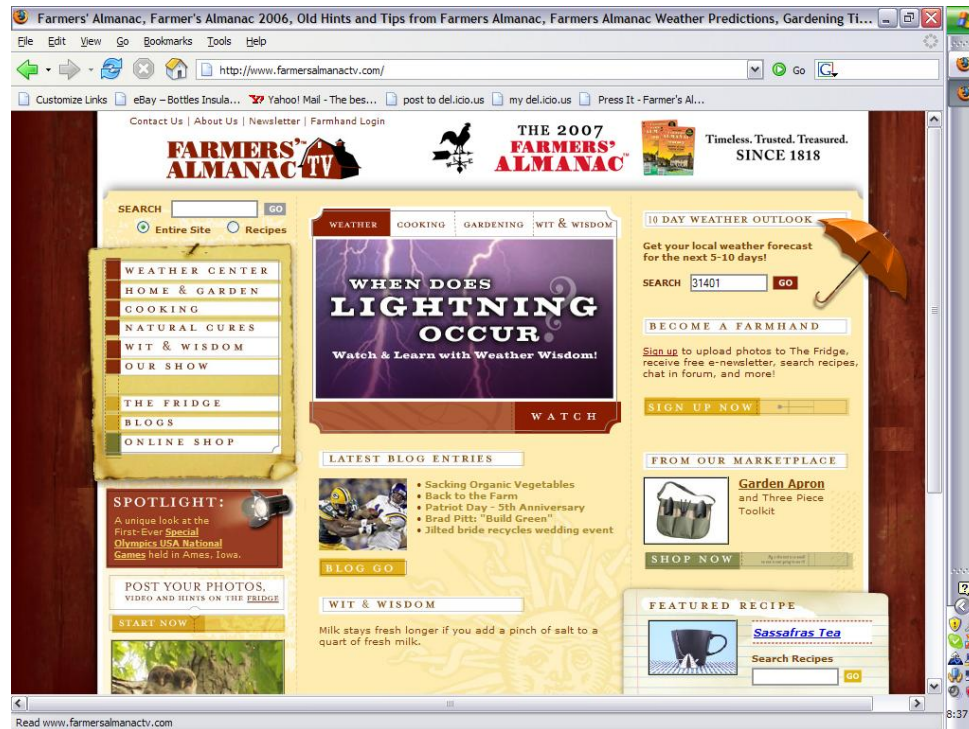 Farmers' Almanac, Farmer's Almanac 2006, Old Hints and Tips from Farmers Almanac, Farmers Almanac Weather Predictions, Gardening Ti...
File Edit View Go Bookmarks Tools Help
http://www.farmersalmanactv.com/
Go
G
Customize Links eBay – Bottles Insula... Yahoo! Mail - The bes... post to del.icio.us my del.icio.us Press It - Farmer's Al...
Contact Us | About Us | Newsletter | Farmhand Login
FARMERS'
ALMANAC TV
THE 2007
FARMERS'
ALMANAC
Timeless. Trusted. Treasured.
SINCE 1818
SEARCH GO
Entire Site Recipes
WEATHER CENTER
HOME & GARDEN
COOKING
NATURAL CURES
WIT & WISDOM
OUR SHOW
THE FRIDGE
BLOGS
ONLINE SHOP
SPOTLIGHT:
A unique look at the
First-Ever Special
Olympics USA National
Games held in Ames, Iowa.
POST YOUR PHOTOS,
VIDEO AND HINTS ON THE FRIDGE
START NOW
WEATHER COOKING GARDENING WIT & WISDOM
WHEN DOES
LIGHTNING
OCCUR?
Watch & Learn with Weather Wisdom!
WATCH
LATEST BLOG ENTRIES
• Sacking Organic Vegetables
• Back to the Farm
• Patriot Day - 5th Anniversary
• Brad Pitt: "Build Green"
• Jilted bride recycles wedding event
BLOG GO
WIT & WISDOM
Milk stays fresh longer if you add a pinch of salt to a
quart of fresh milk.
10 DAY WEATHER OUTLOOK
Get your local weather forecast
for the next 5-10 days!
SEARCH 31401 GO
BECOME A FARMHAND
Sign up to upload photos to The Fridge,
receive free e-newsletter, search recipes,
chat in forum, and more!
SIGN UP NOW
FROM OUR MARKETPLACE
Garden Apron
and Three Piece
Toolkit
SHOP NOW
FEATURED RECIPE
Sassafras Tea
Search Recipes
GO
Read www.farmersalmanactv.com
8:37